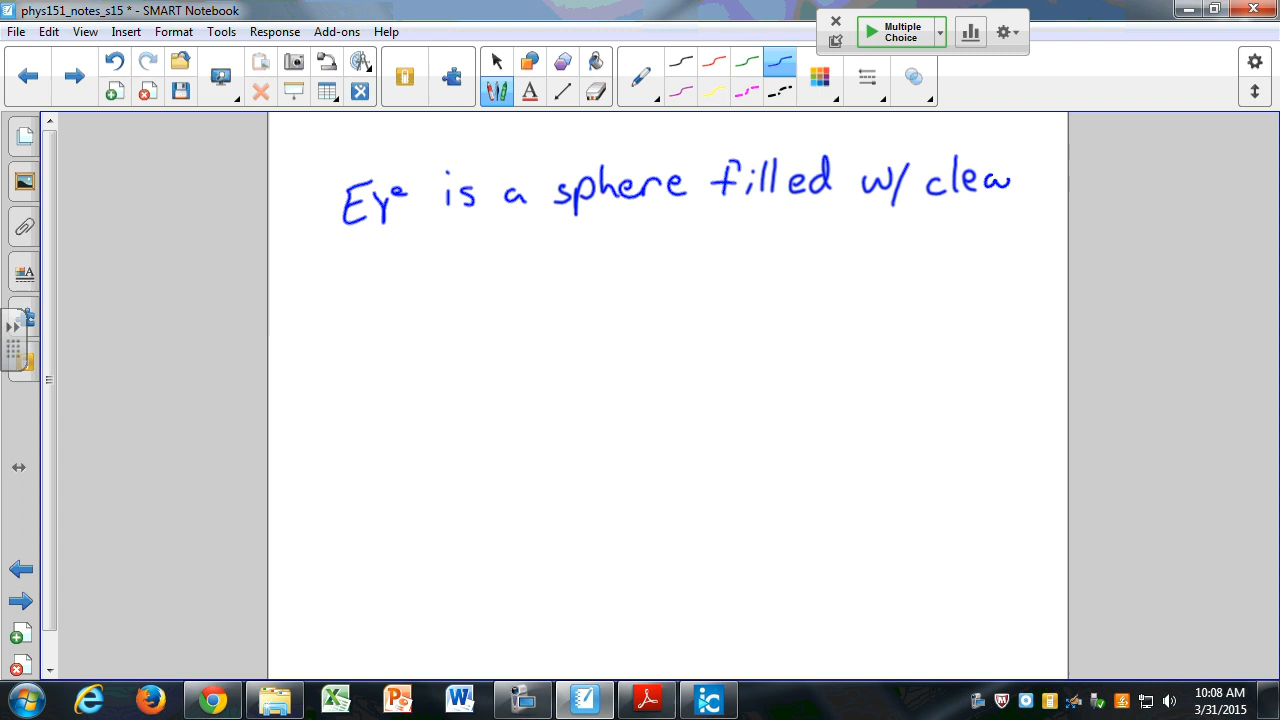 phys151_notes_s15 * - SMART Notebook
File Edit View Insert Format Tools Response Add-ons Help
Multiple
Choice
Eye is a sphere filled w/ clea
10:08 AM
3/31/2015